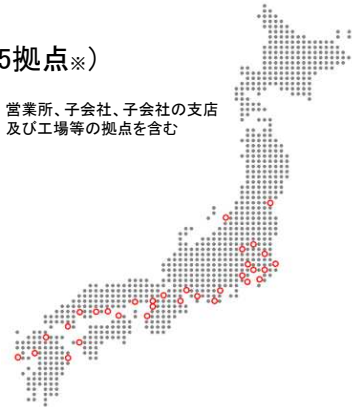 5拠点※)
営業所、子会社、子会社の支店
及び工場等の拠点を含む